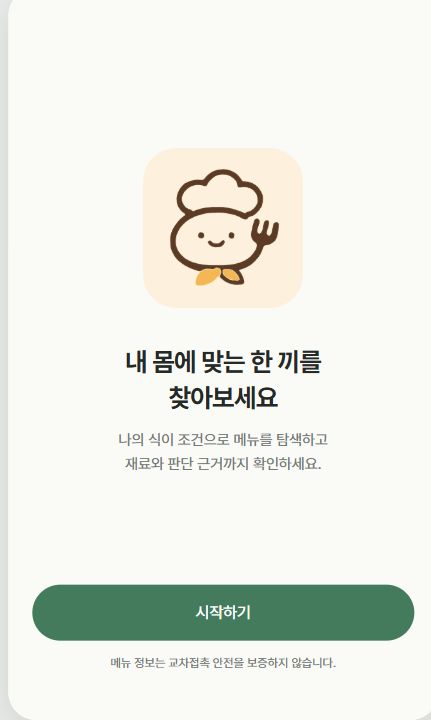 내 몸에 맞는 한 끼를
찾아보세요
나의 식이 조건으로 메뉴를 탐색하고
재료와 판단 근거까지 확인하세요.
시작하기
메뉴 정보는 교차접촉 안전을 보증하지 않습니다.